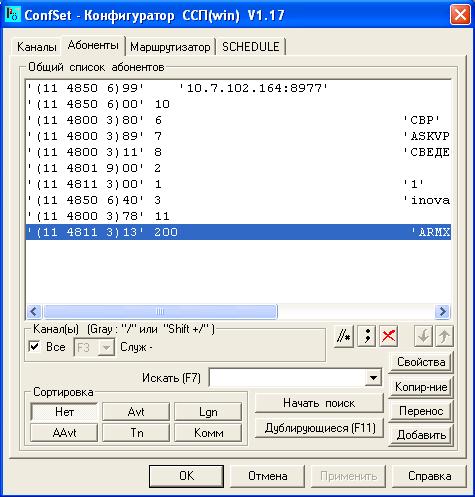 ConfSet - Конфигуратор ССП(win) V1.17
Каналы Абоненты Маршрутизатор SCHEDULE
Общий список абонентов
'(11 4850 6)99' '10.7.102.164:8977'
'(11 4850 6)00' 10
'(11 4800 3)80' 6 'СВР'
'(11 4800 3)89' 7 'ASKVP
'(11 4800 3)11' 8 'СВЕДЕ
'(11 4801 9)00' 2
'(11 4811 3)00' 1 '1'
'(11 4850 6)40' 3 'inova
'(11 4800 3)78' 11
'(11 4811 3)13' 200 'ARMX
Канал(ы) (Gray : "/" или "Shift +/" )
Все F3 Служ -
//* ;
Свойства
Искать (F7)
Копир-ние
Сортировка
Нет Avt Lgn
Начать поиск
Перенос
AAvt Tn Комм
Дублирующиеся (F11)
Добавить
OK Отмена Применить Справка